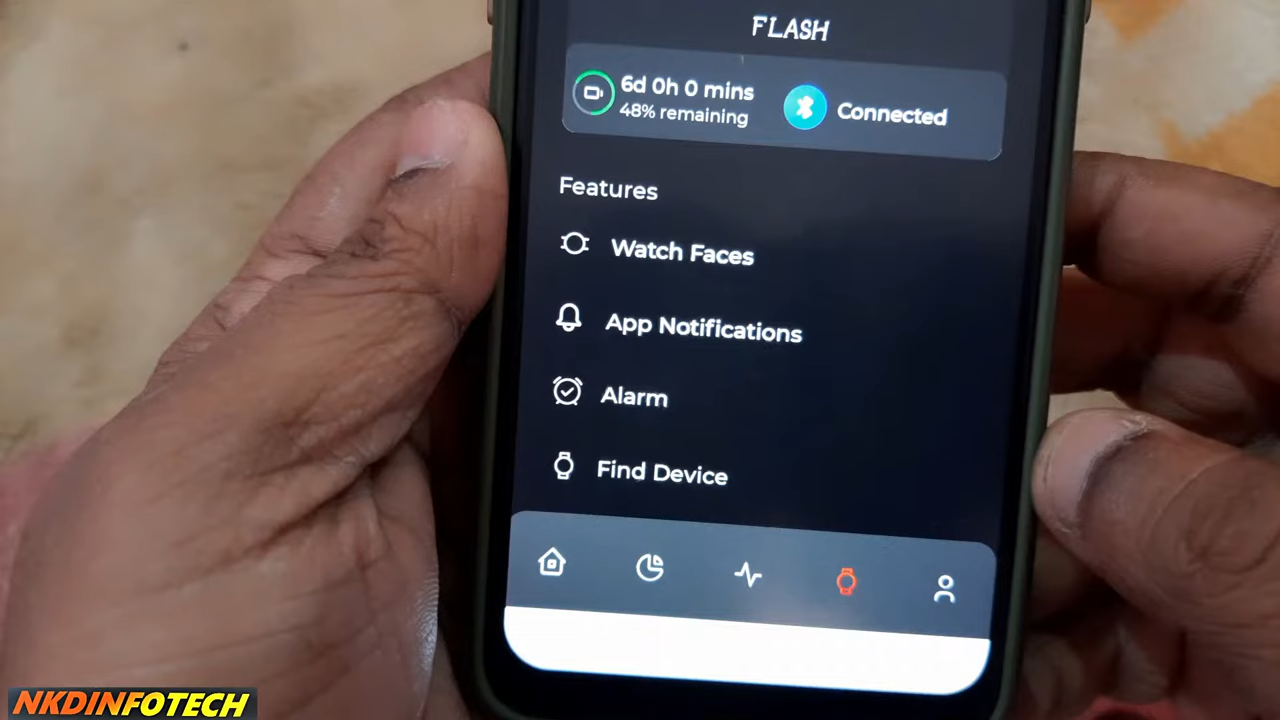 FLASH
6d 0h 0 mins
48% remaining
Connected
Features
Watch Faces
App Notifications
Alarm
Find Device
NKDINFOTECH